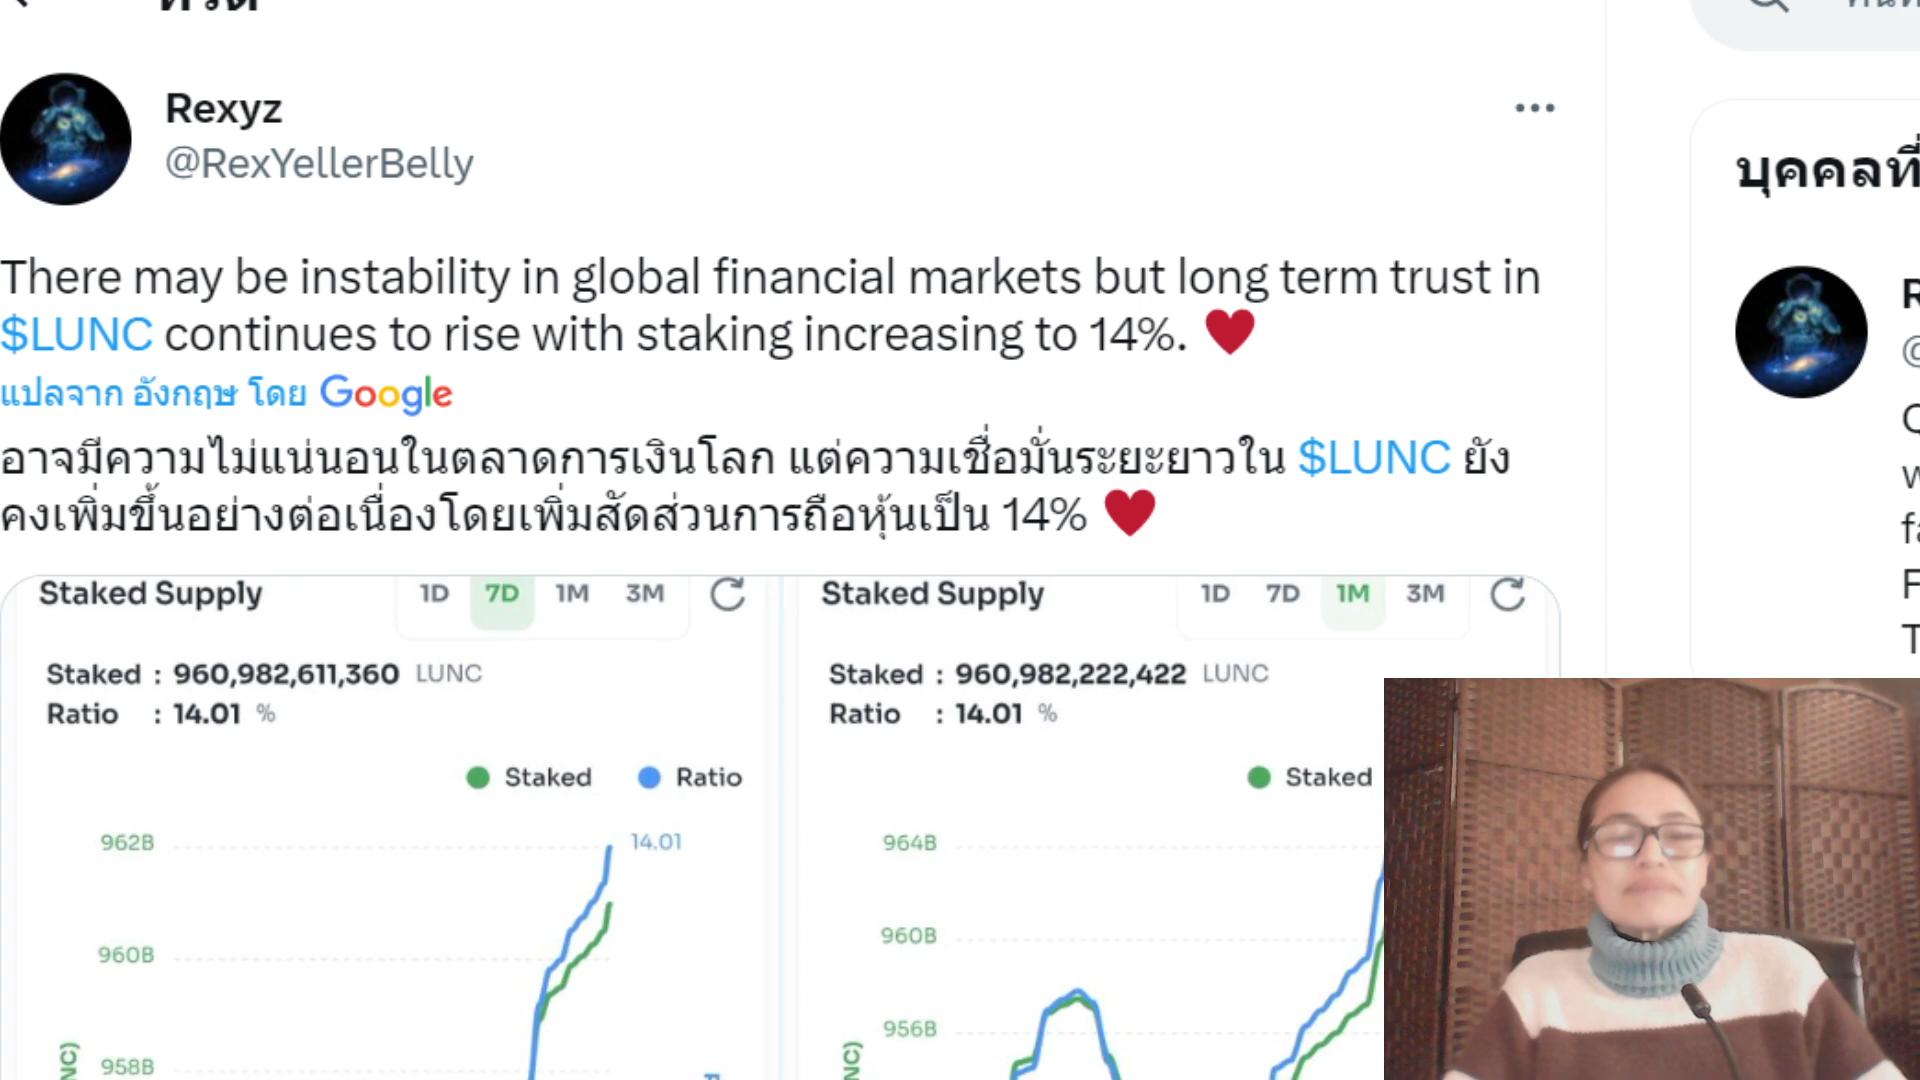 ทวีต
Rexyz
@RexYellerBelly
There may be instability in global financial markets but long term trust in
$LUNC continues to rise with staking increasing to 14%. ♥
แปลจาก อังกฤษ โดย Google
อาจมีความไม่แน่นอนในตลาดการเงินโลก แต่ความเชื่อมั่นระยะยาวใน $LUNC ยัง
คงเพิ่มขึ้นอย่างต่อเนื่องโดยเพิ่มสัดส่วนการถือหุ้นเป็น 14% ♥
Staked Supply 1D 7D 1M 3M
Staked : 960,982,611,360 LUNC
Ratio : 14.01 %
Staked Ratio
962B 14.01
960B
958B
NC)
Staked Supply 1D 7D 1M 3M
Staked : 960,982,222,422 LUNC
Ratio : 14.01 %
Staked
964B
960B
956B
NC)
บุคคลที่
R
@